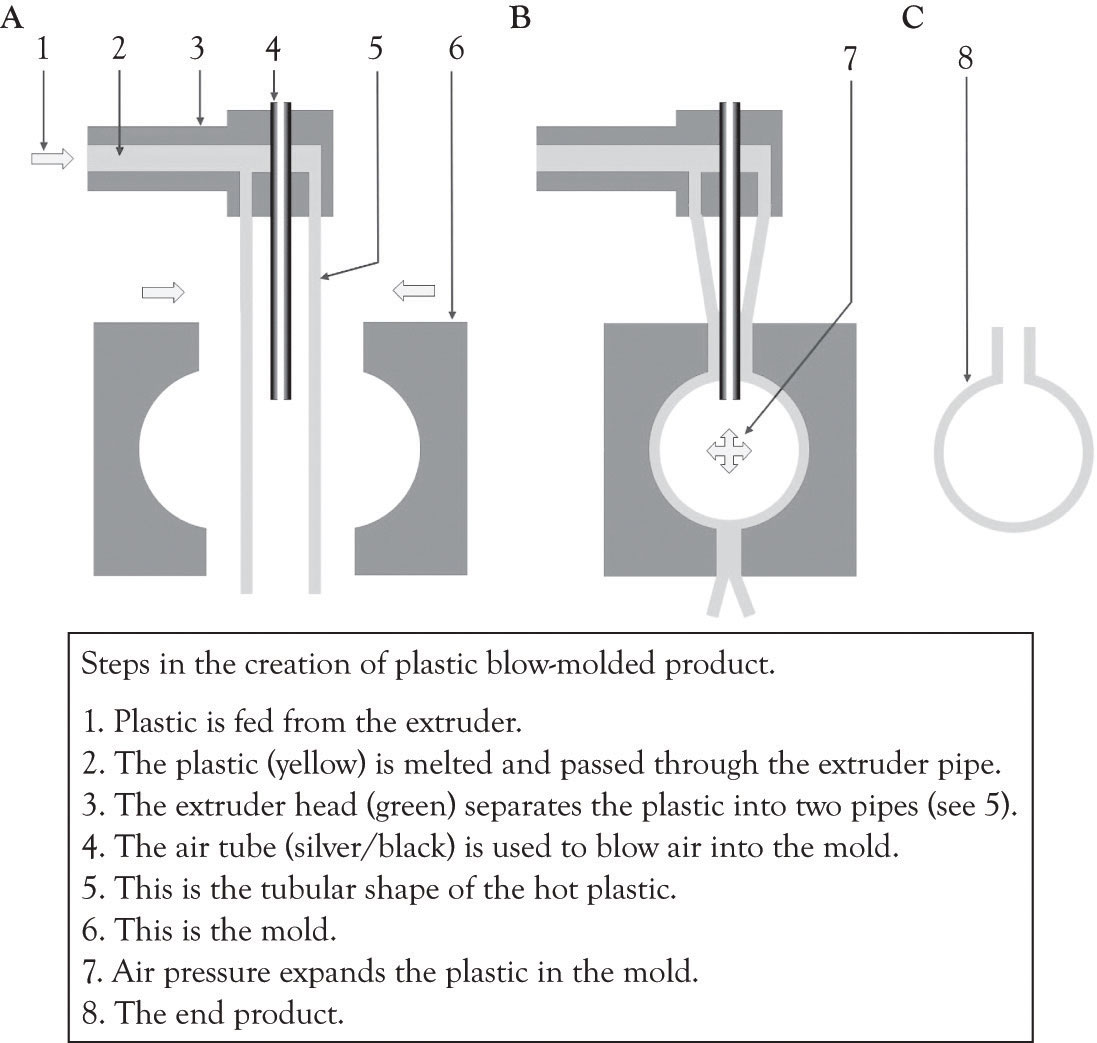 A B C
1 2 3 4 5 6 7 8
Steps in the creation of plastic blow-molded product.
1. Plastic is fed from the extruder.
2. The plastic (yellow) is melted and passed through the extruder pipe.
3. The extruder head (green) separates the plastic into two pipes (see 5).
4. The air tube (silver/black) is used to blow air into the mold.
5. This is the tubular shape of the hot plastic.
6. This is the mold.
7. Air pressure expands the plastic in the mold.
8. The end product.